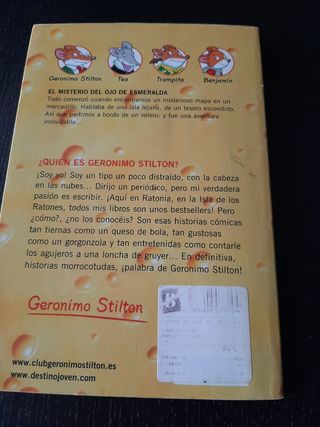 Geronimo Stilton Tea Trampita Benjamín
EL MISTERIO DEL OJO DE ESMERALDA
Todo comenzó cuando encontramos un misterioso mapa en un
mercadillo. Hablaba de una isla lejana, de un tesoro escondido.
Así que partimos a bordo de un velero: y fue una aventura
inolvidable...
¿QUIÉN ES GERONIMO STILTON?
¡Soy yo! Soy un tipo un poco distraído, con la cabeza
en las nubes... Dirijo un periódico, pero mi verdadera
pasión es escribir. ¡Aquí en Ratonia, en la Isla de los
Ratones, todos mis libros son unos bestsellers! Pero
¿cómo?, ¿no los conocéis? Son esas historias cómicas
tan tiernas como un queso de bola, tan gustosas
como un gorgonzola y tan entretenidas como contarle
los agujeros a una loncha de gruyer... En definitiva,
historias morrocotudas, ¡palabra de Geronimo Stilton!
Geronimo Stilton
www.clubgeronimostilton.es
www.destinojoven.com